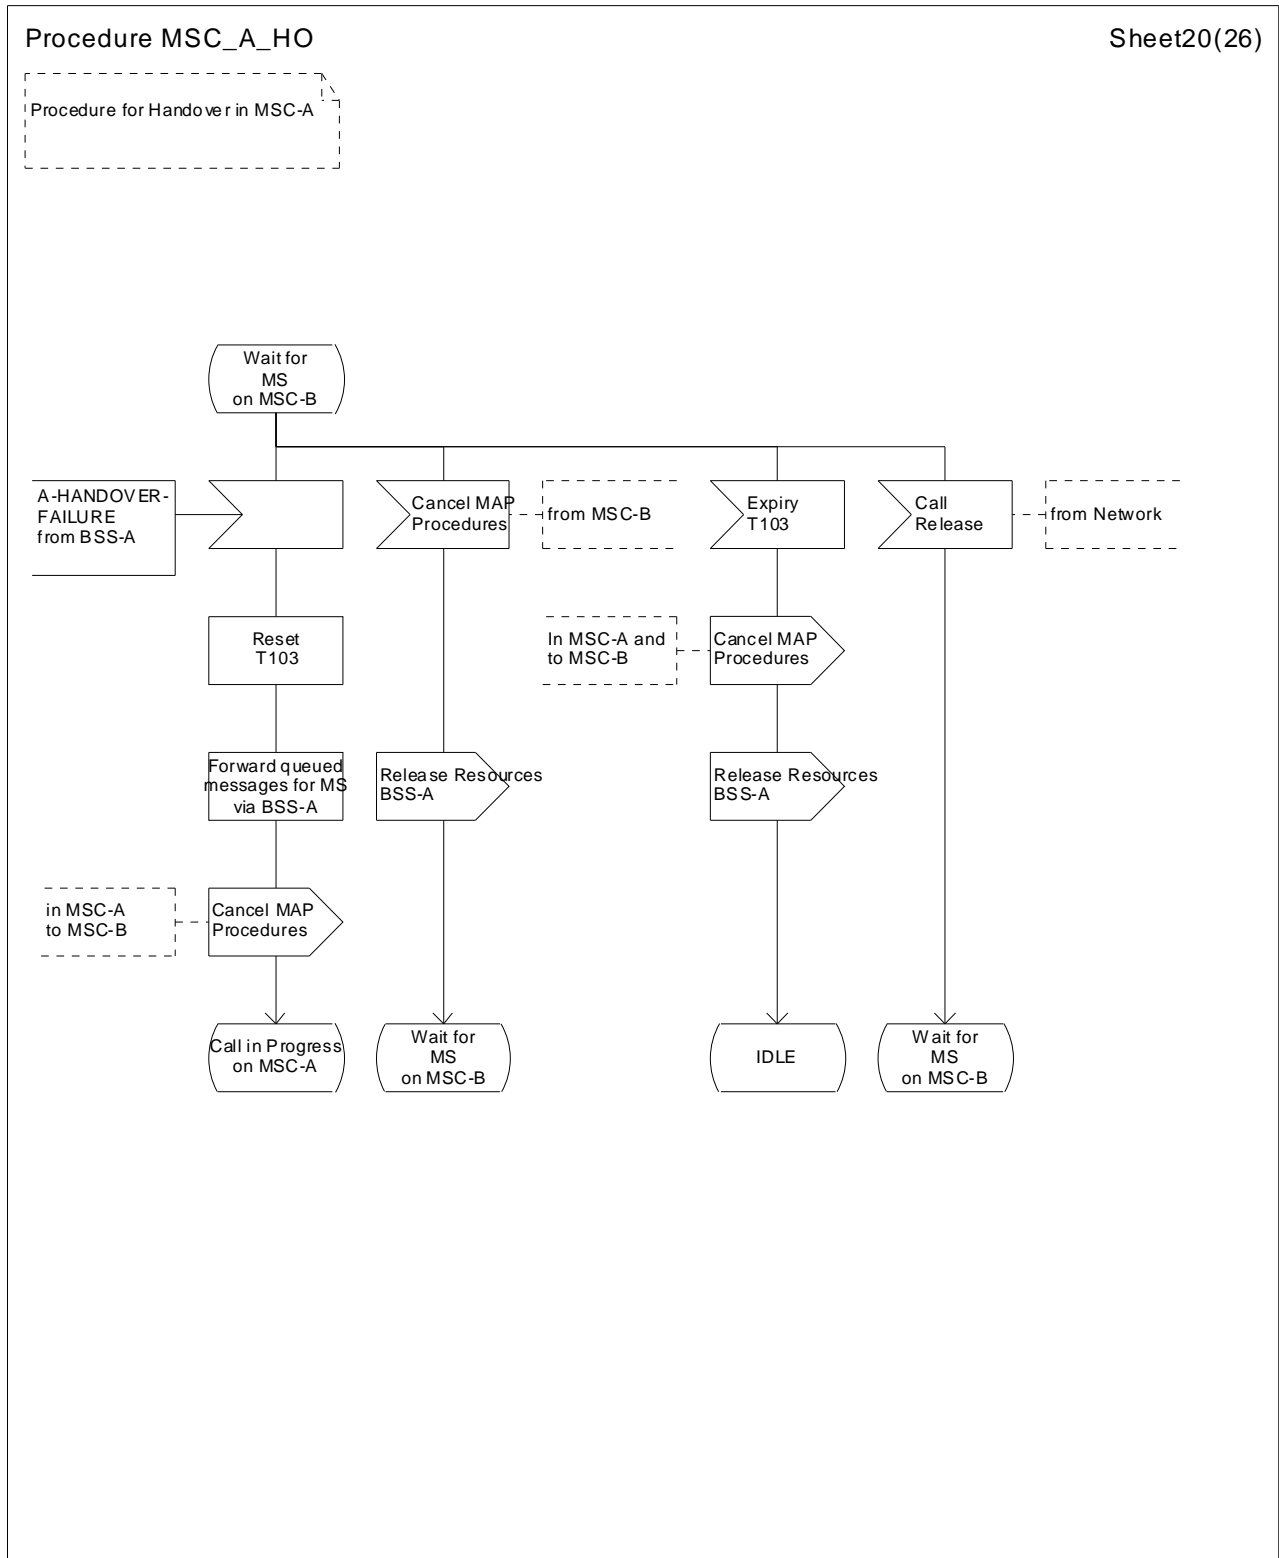 Procedure MSC_A_HO
Sheet20(26)
Procedure for Handover in MSC-A
Wait for
MS
on MSC-B
A-HANDOVER-
FAILURE
from BSS-A
Cancel MAP
Procedures
from MSC-B
Expiry
T103
Call
Release
from Network
Reset
T103
In MSC-A and
to MSC-B
Cancel MAP
Procedures
Forward queued
messages for MS
via BSS-A
Release Resources
BSS-A
Release Resources
BSS-A
in MSC-A
to MSC-B
Cancel MAP
Procedures
Call in Progress
on MSC-A
Wait for
MS
on MSC-B
IDLE
Wait for
MS
on MSC-B